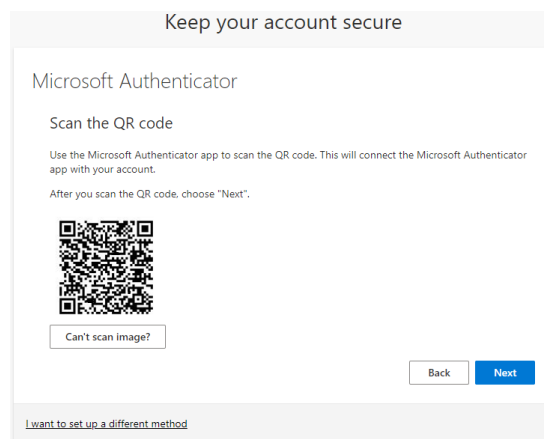 Keep your account secure
Microsoft Authenticator
Scan the QR code
Use the Microsoft Authenticator app to scan the QR code. This will connect the Microsoft Authenticator
app with your account.
After you scan the QR code, choose "Next".
Can't scan image?
Back
Next
I want to set up a different method